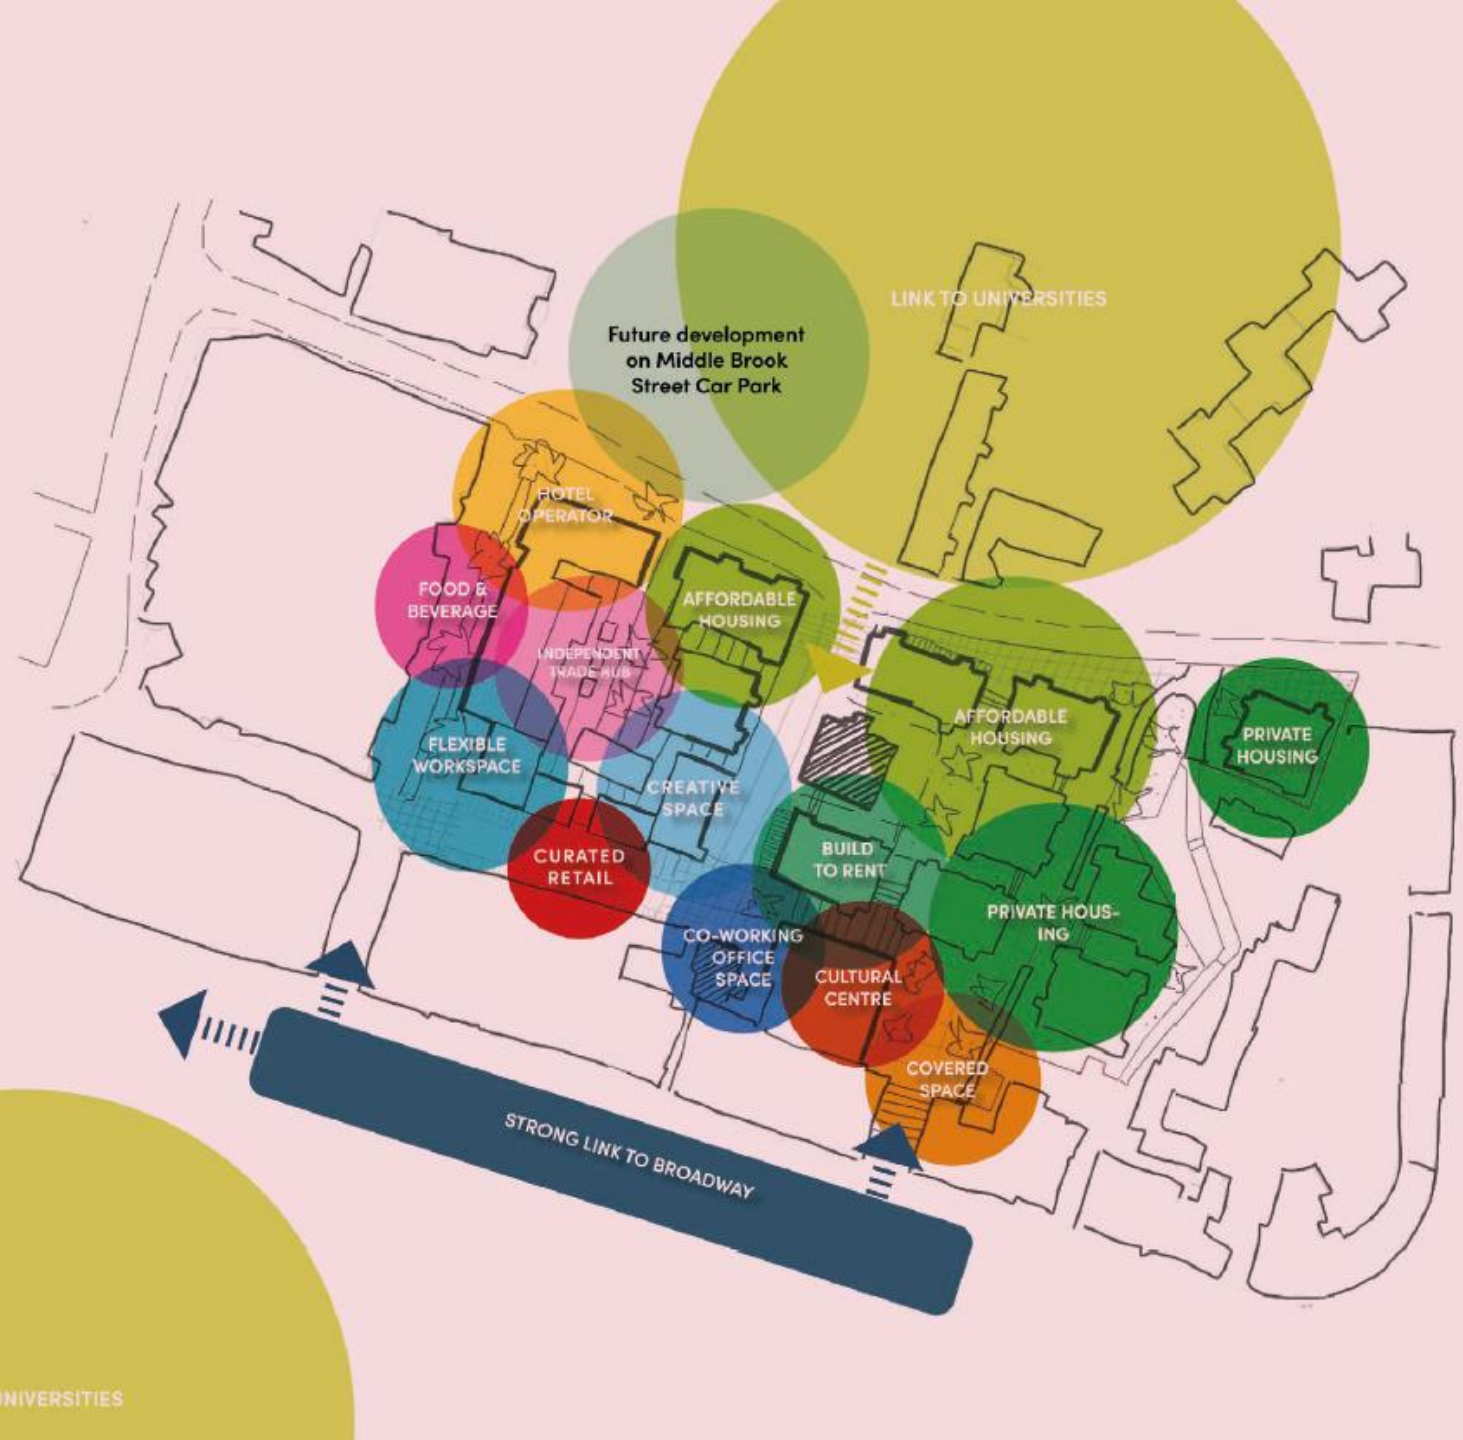 LINK TO UNIVERSITIES
Future development
on Middle Brook
Street Car Park
HOTEL
OPERATOR
FOOD &
BEVERAGE
AFFORDABLE
HOUSING
INDEPENDENT
TRADE HUB
AFFORDABLE
HOUSING
PRIVATE
HOUSING
FLEXIBLE
WORKSPACE
CREATIVE
SPACE
CURATED
RETAIL
BUILD
TO RENT
PRIVATE HOUS-
ING
CO-WORKING
OFFICE
SPACE
CULTURAL
CENTRE
COVERED
SPACE
STRONG LINK TO BROADWAY
NIVERSITIES